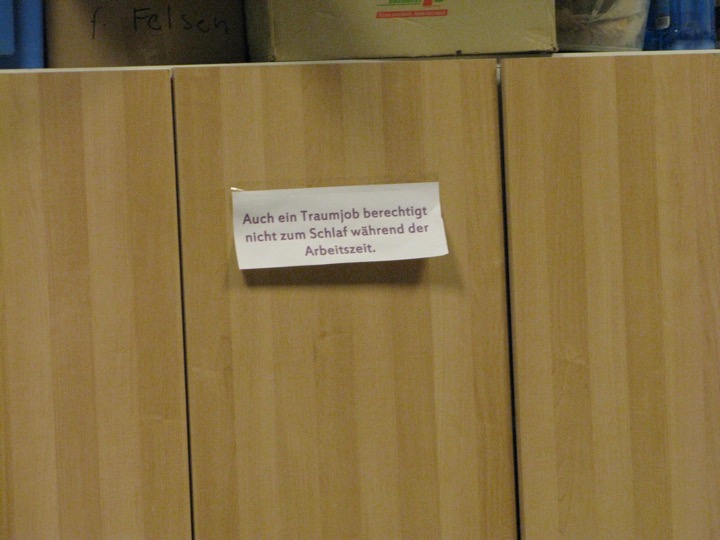 f. Felsen
Auch ein Traumjob berechtigt
nicht zum Schlaf während der
Arbeitszeit.